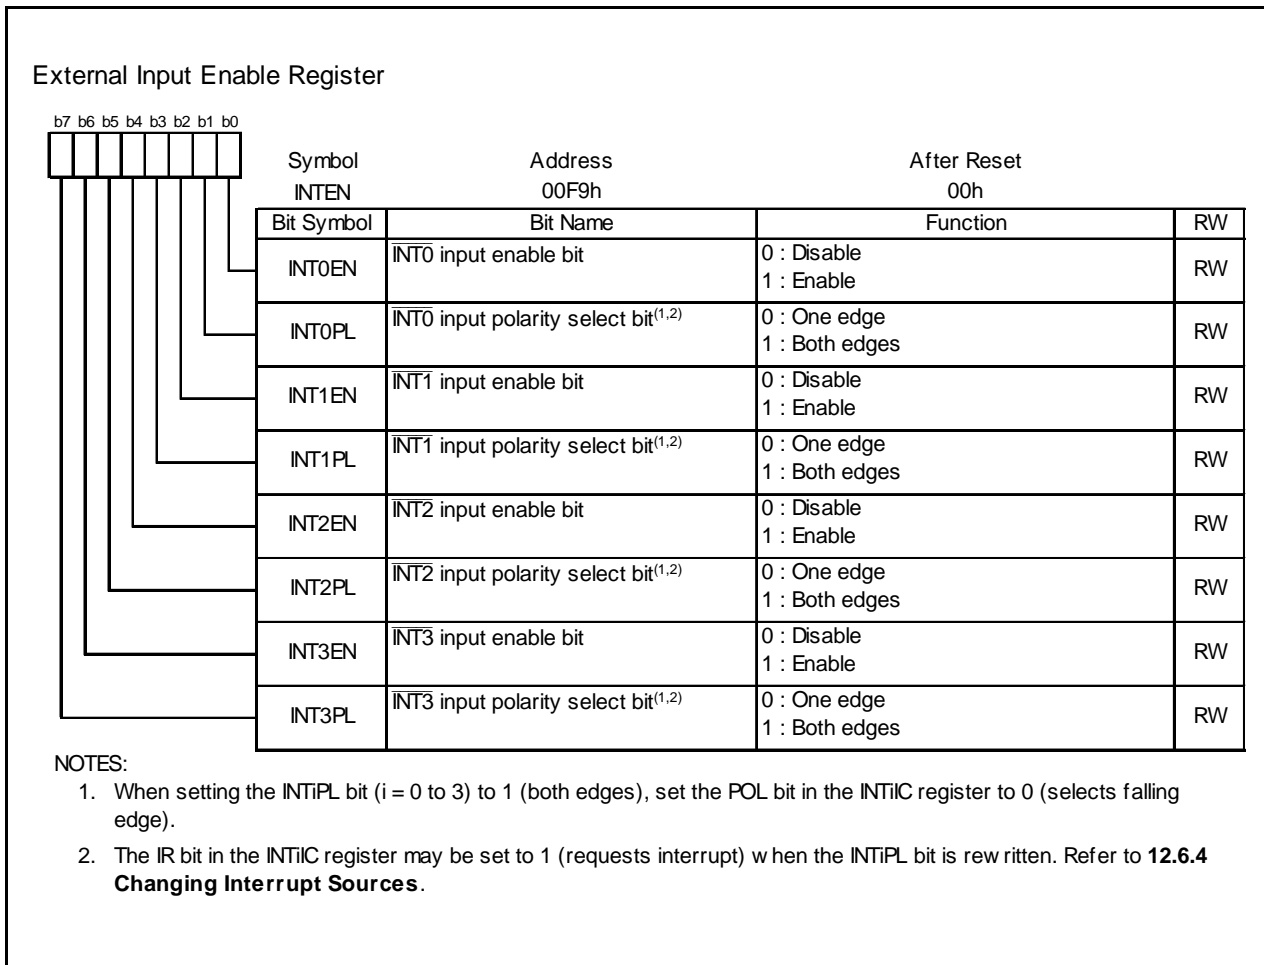 External Input Enable Register
b7 b6 b5 b4 b3 b2 b1 b0
Symbol Address After Reset
INTEN 00F9h 00h
Bit Symbol Bit Name Function RW
INT0EN INT0 input enable bit 0 : Disable RW
1 : Enable
INT0PL INT0 input polarity select bit(1,2) 0 : One edge RW
1 : Both edges
INT1EN INT1 input enable bit 0 : Disable RW
1 : Enable
INT1PL INT1 input polarity select bit(1,2) 0 : One edge RW
1 : Both edges
INT2EN INT2 input enable bit 0 : Disable RW
1 : Enable
INT2PL INT2 input polarity select bit(1,2) 0 : One edge RW
1 : Both edges
INT3EN INT3 input enable bit 0 : Disable RW
1 : Enable
INT3PL INT3 input polarity select bit(1,2) 0 : One edge RW
1 : Both edges
NOTES:
1. When setting the INTiPL bit (i = 0 to 3) to 1 (both edges), set the POL bit in the INTiIC register to 0 (selects falling
edge).
2. The IR bit in the INTiIC register may be set to 1 (requests interrupt) when the INTiPL bit is rewritten. Refer to 12.6.4
Changing Interrupt Sources.